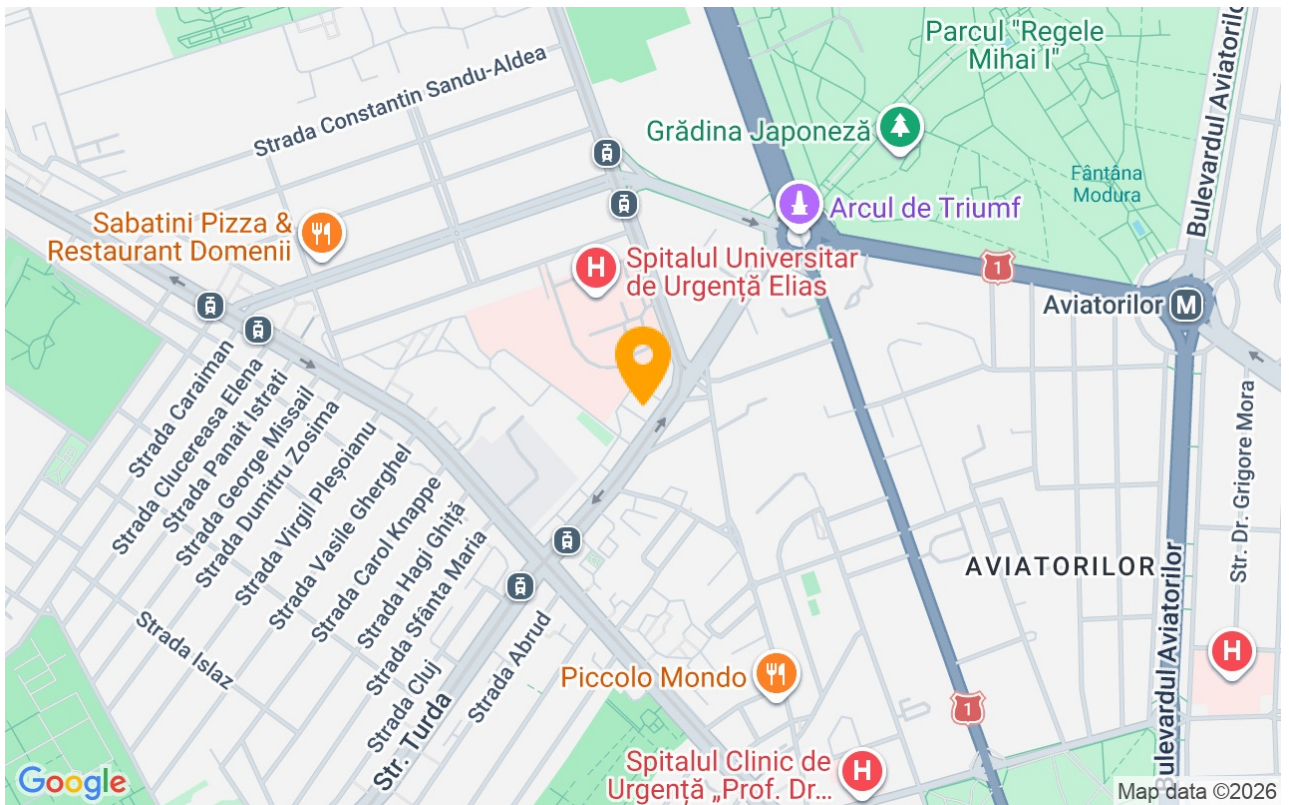 Parcul "Regele
Mihai I"
Bulevardul Aviatorilo
Strada Constantin Sandu-Aldea
Grădina Japoneză
Fântâna
Modura
Sabatini Pizza &
Restaurant Domenii
Arcul de Triumf
H
Spitalul Universitar
de Urgență Elias
1
Aviatorilor
M
Strada Caraiman
Strada Clucereasa Elena
Strada Panait Istrati
Strada George Missail
Strada Dumitru Zosima
Strada Virgil Pleșoianu
Strada Vasile Gherghel
Strada Carol Knappe
Strada Hagi Ghiță
Strada Sfânta Maria
Strada Cluj
Str. Turda
Strada Abrud
Strada Islaz
Str. Dr. Grigore Mora
AVIATORILOR
Bulevardul Aviatorilor
H
Piccolo Mondo
1
Spitalul Clinic de
Urgență „Prof. Dr...
H
Google
Map data ©2026